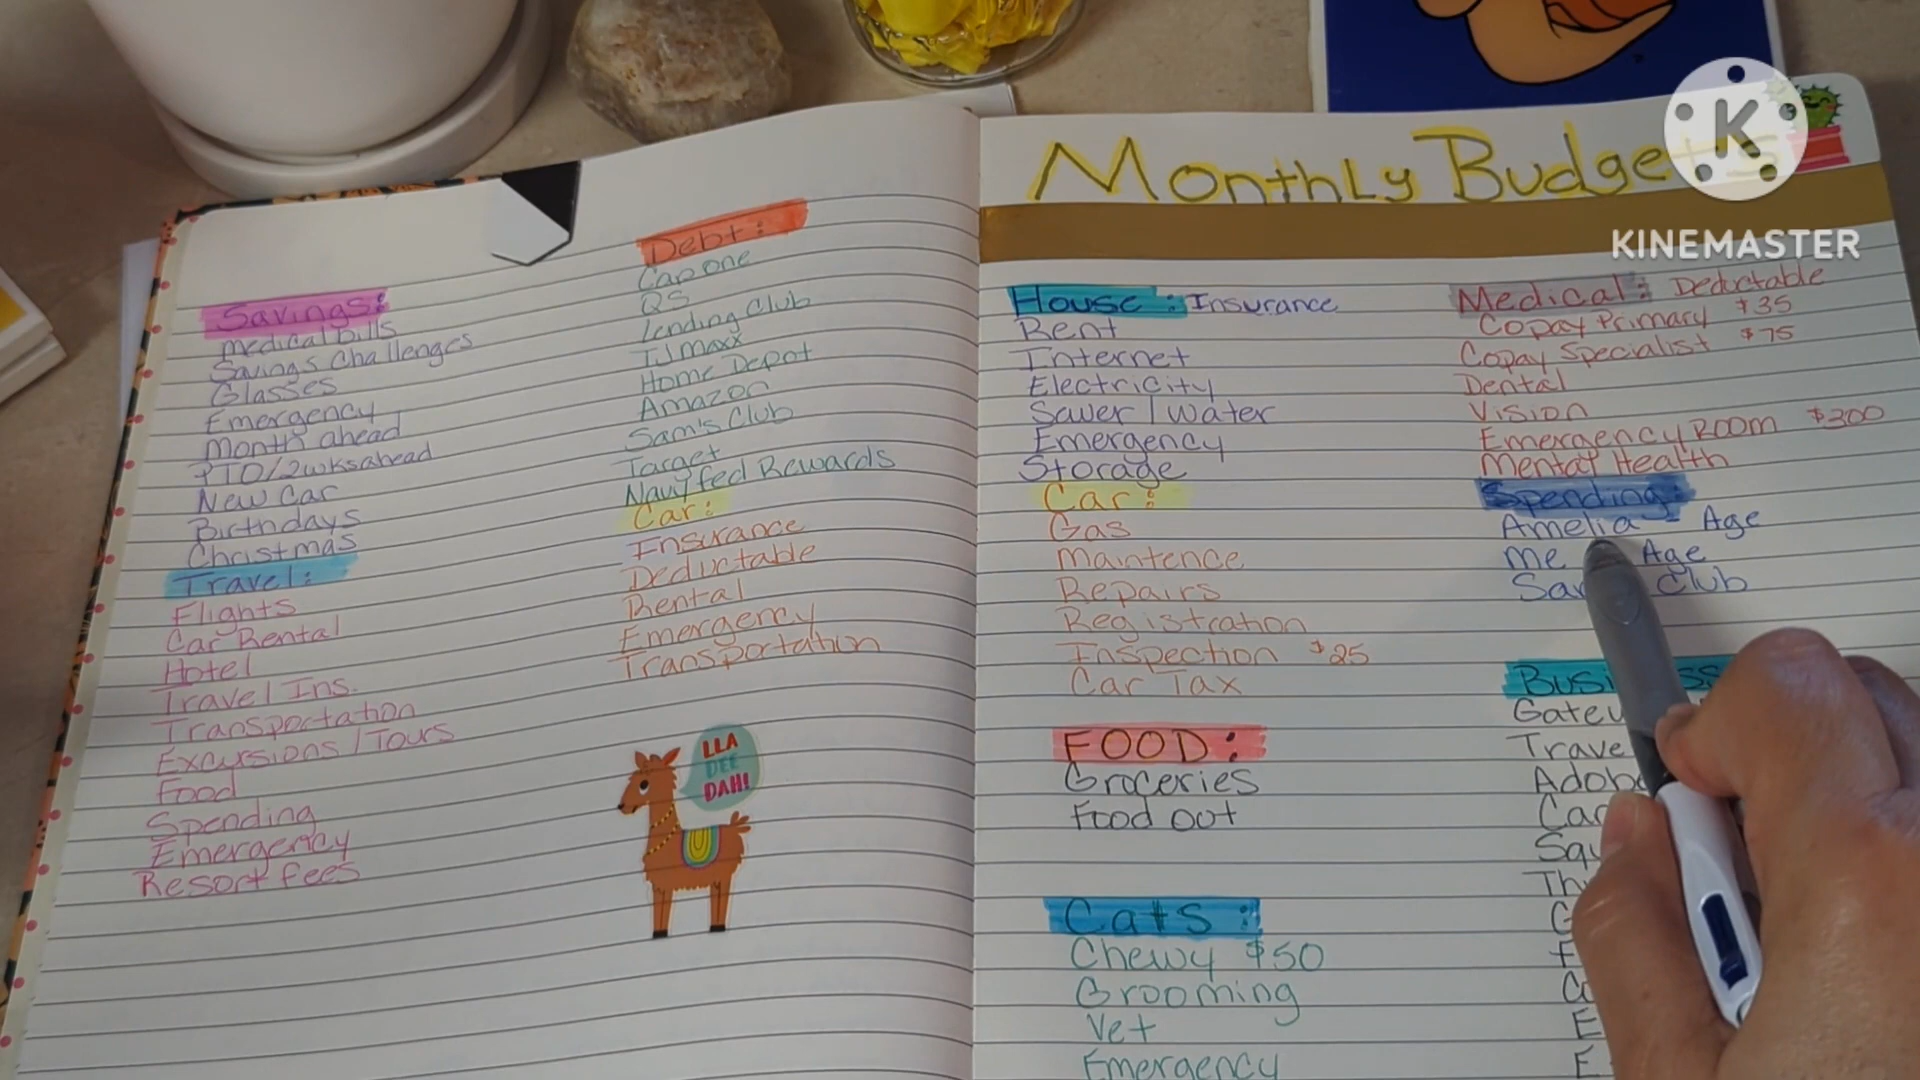 Savings:
Medical bills
Savings Challenges
Glasses
Emergency
Month ahead
PTO/2wksahead
New Car
Birthdays
Christmas
Travel:
Flights
Car Rental
Hotel
Travel Ins.
Transportation
Excursions/Tours
Food
Spending
Emergency
Resort fees
Debt:
Cap one
QS
Lending Club
TJ maxx
Home Depot
Amazon
Sam's Club
Target
Navy fed Rewards
Car:
Insurance
Deductable
Rental
Emergency
Transportation
LLA
DEE
DAH!
Monthly Budgets
House: Insurance
Rent
Internet
Electricity
Sewer/Water
Emergency
Storage
Car:
Gas
Maintence
Repairs
Registration
Inspection $25
Car Tax
FOOD:
Groceries
Food out
Cats:
Chewy $50
Grooming
Vet
Emergency
Medical: Deductable
Copay Primary $35
Copay Specialist $75
Dental
Vision
Emergency Room $300
Mental Health
Spending:
Amelia - Age
Me Age
Club
K
KINEMASTER